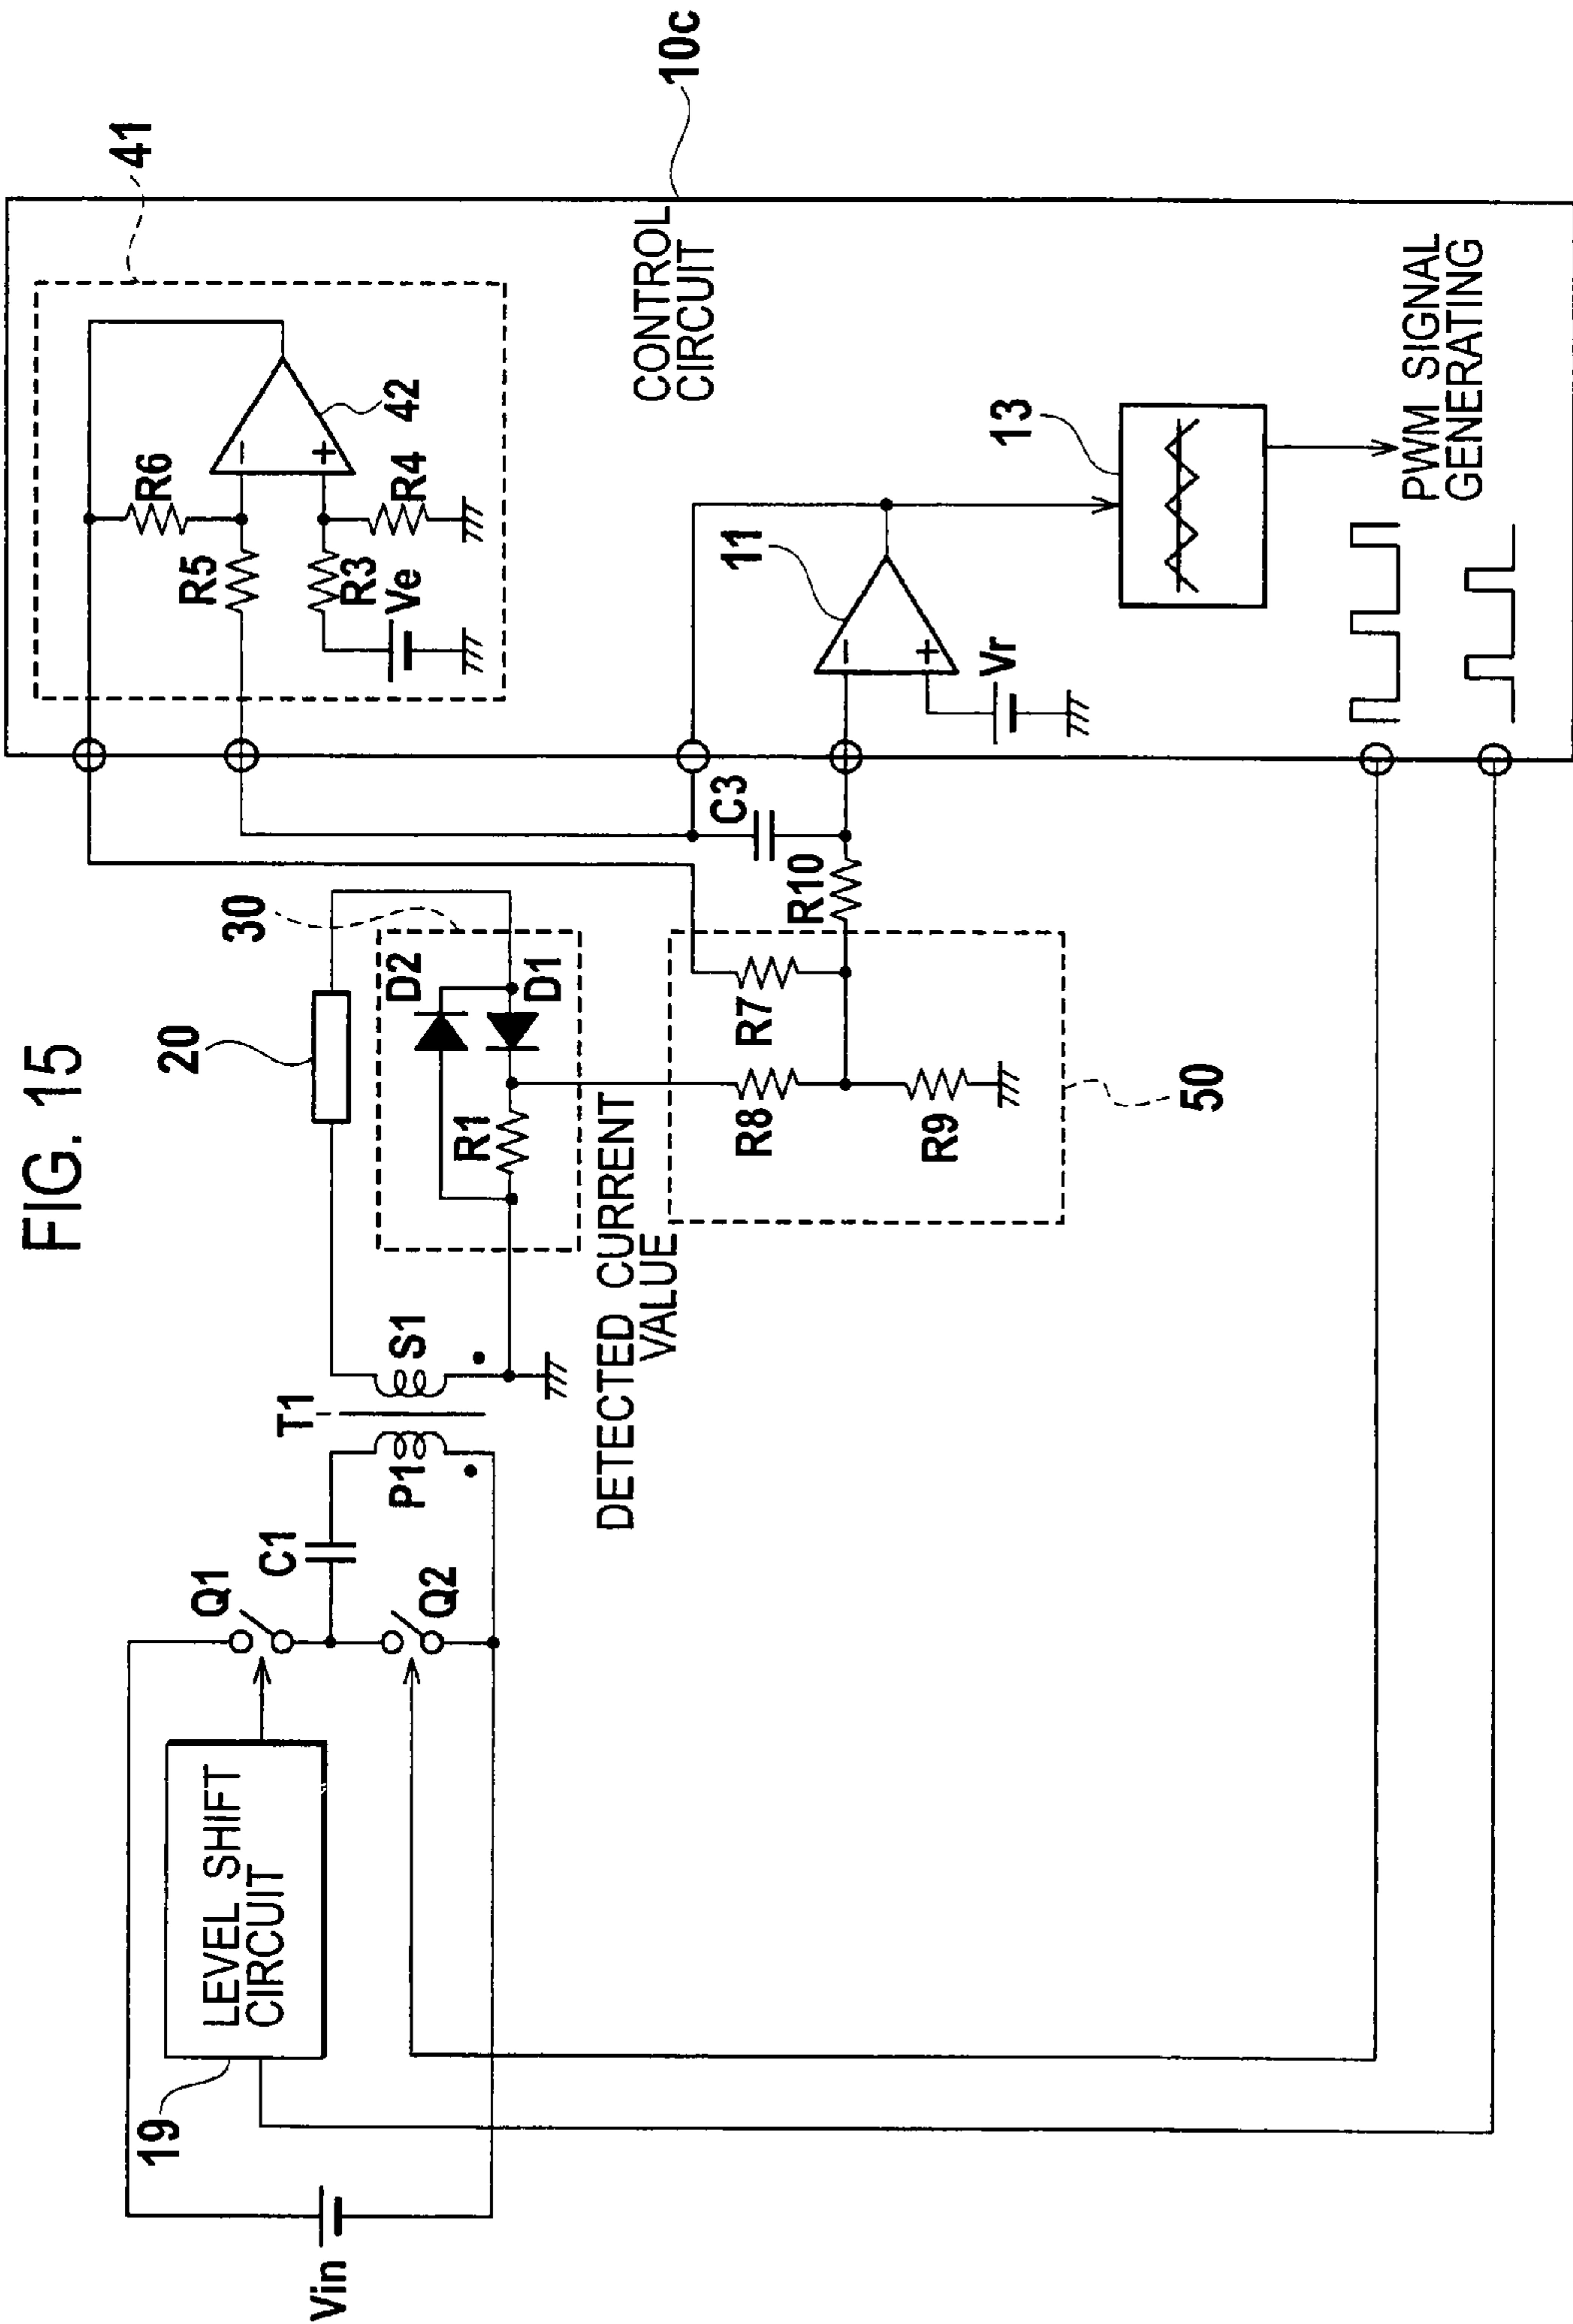 FIG. 15
Vin
19
LEVEL SHIFT
CIRCUIT
Q1
Q2
C1
T1
P1
S1
20
30
D2
D1
R1
DETECTED CURRENT
VALUE
R8
R7
R9
50
R10
C3
41
R6
R5
42
R3
R4
Ve
10c
CONTROL
CIRCUIT
11
Vr
13
PWM SIGNAL
GENERATING